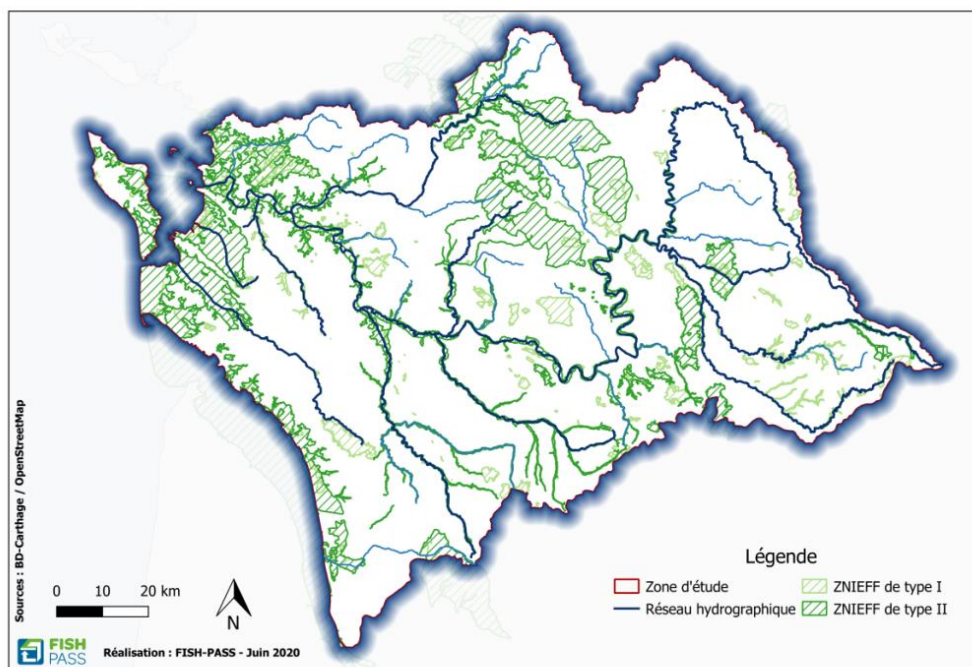 Légende
Zone d'étude
ZNIEFF de type I
Réseau hydrographique
ZNIEFF de type II
0 10 20 km
N
Sources : BD-Carthage / OpenStreetMap
FISH
PASS
Réalisation : FISH-PASS - Juin 2020